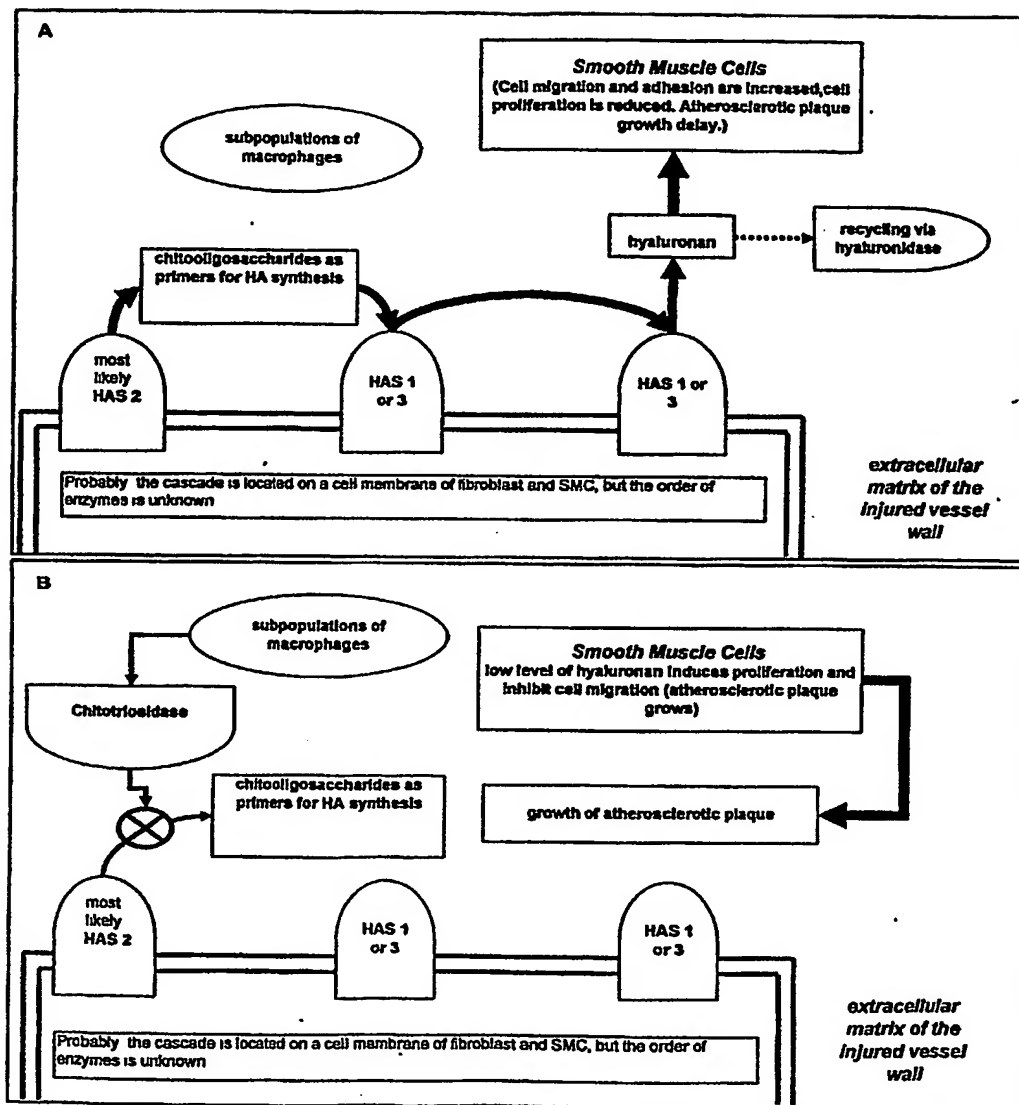 A
Smooth Muscle Cells
(Cell migration and adhesion are increased,cell
proliferation is reduced. Atherosclerotic plaque
growth delay.)
subpopulations of
macrophages
hyaluronan
recycling via
hyaluronidase
chitooligosaccharides as
primers for HA synthesis
most
likely
HAS 2
HAS 1
or 3
HAS 1 or
3
Probably the cascade is located on a cell membrane of fibroblast and SMC, but the order of
enzymes is unknown
extracellular
matrix of the
injured vessel
wall
B
subpopulations of
macrophages
Smooth Muscle Cells
low level of hyaluronan induces proliferation and
inhibit cell migration (atherosclerotic plaque
grows)
Chitotriosidase
chitooligosaccharides as
primers for HA synthesis
growth of atherosclerotic plaque
most
likely
HAS 2
HAS 1
or 3
HAS 1
or 3
Probably the cascade is located on a cell membrane of fibroblast and SMC, but the order of
enzymes is unknown
extracellular
matrix of the
injured vessel
wall